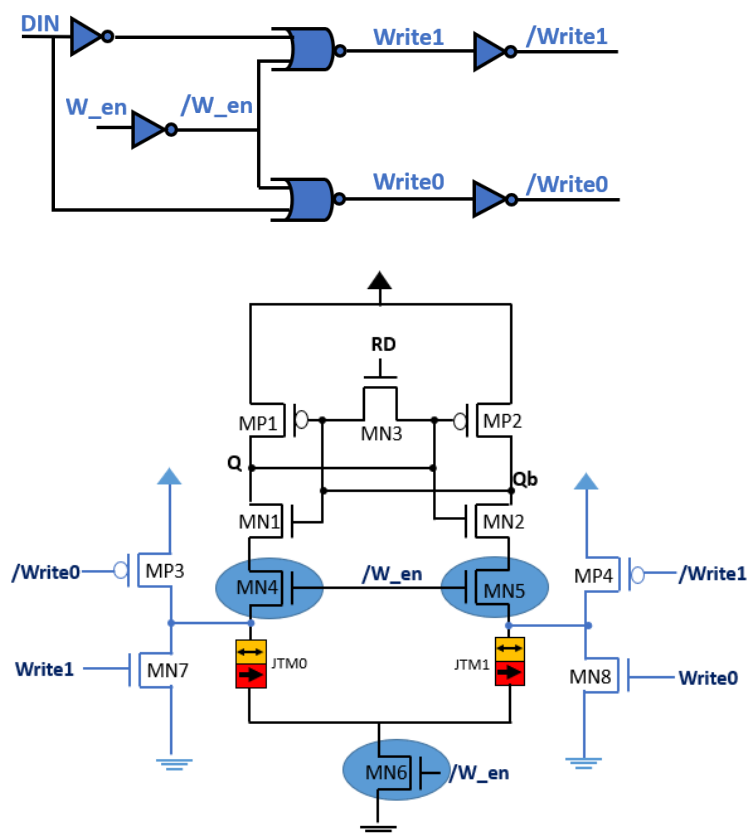 DIN
Write1
/Write1
W_en
/W_en
Write0
/Write0
RD
MP1
MN3
MP2
Q
Qb
MN1
MN2
/Write0
MP3
MN4
/W_en
MN5
MP4
/Write1
Write1
MN7
JTM0
JTM1
MN8
Write0
MN6
/W_en